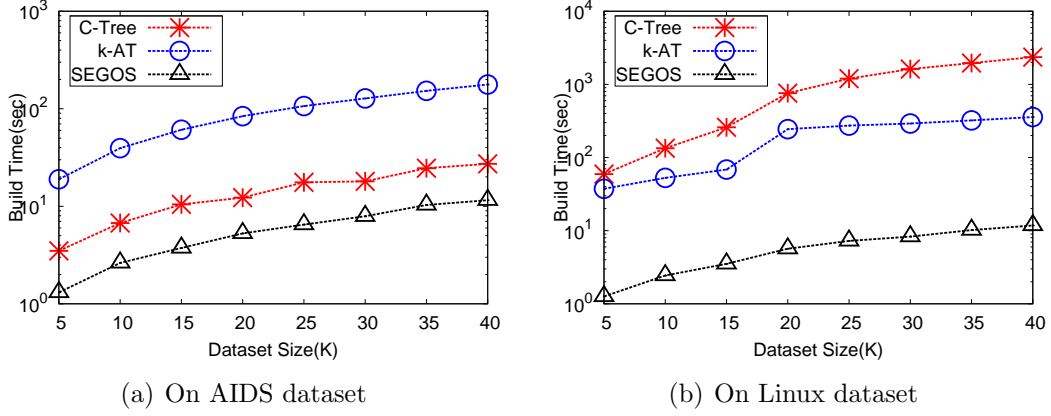 10^3
10^2
10^1
10^0
Build Time(sec)
C-Tree
k-AT
SEGOS
5 10 15 20 25 30 35 40
Dataset Size(K)
(a) On AIDS dataset
10^4
10^3
10^2
10^1
10^0
Build Time(sec)
C-Tree
k-AT
SEGOS
5 10 15 20 25 30 35 40
Dataset Size(K)
(b) On Linux dataset